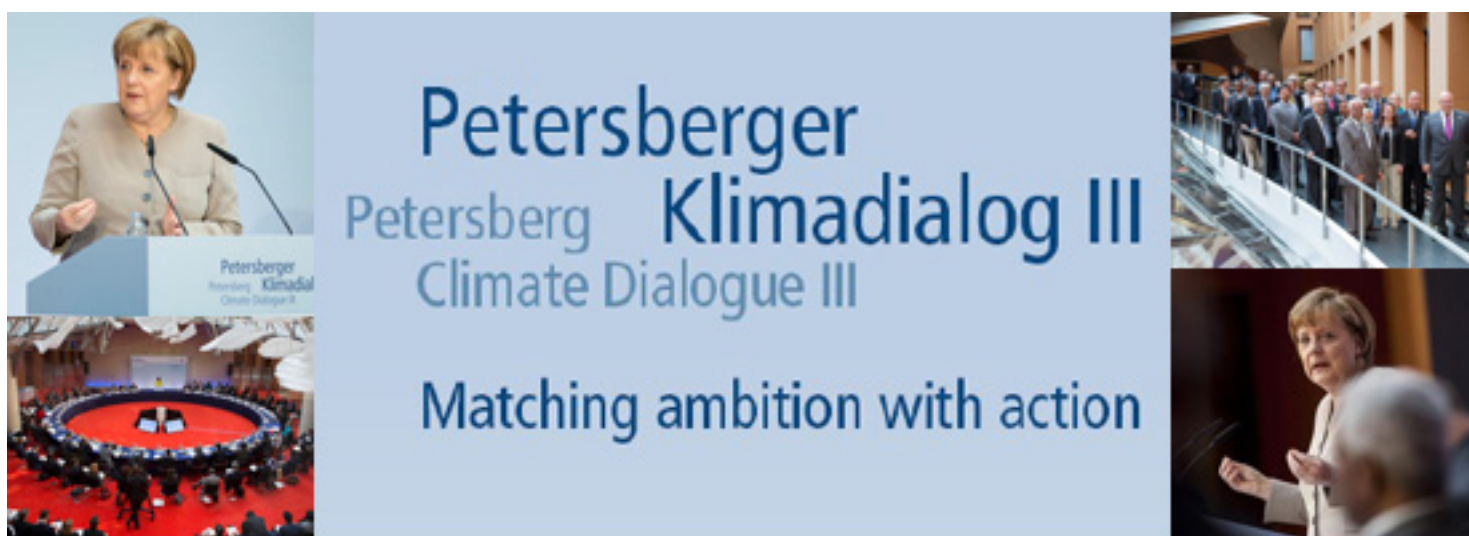 Petersberger
Klimadialog III
Petersberg
Climate Dialogue III
Matching ambition with action
Petersberger
Klimadial
Petersberg
Climate Dialogue III